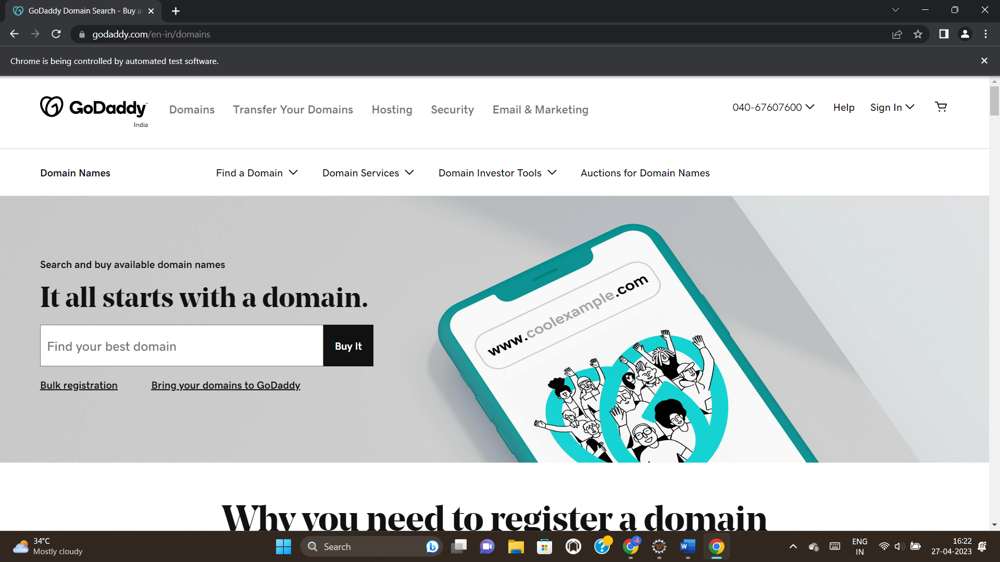 GoDaddy Domain Search - Buy a
godaddy.com/en-in/domains
Chrome is being controlled by automated test software.
GoDaddy
India
Domains Transfer Your Domains Hosting Security Email & Marketing
040-67607600 Help Sign In
Domain Names Find a Domain Domain Services Domain Investor Tools Auctions for Domain Names
Search and buy available domain names
It all starts with a domain.
Find your best domain Buy It
Bulk registration Bring your domains to GoDaddy
www.coolexample.com
Why you need to register a domain
34°C
Mostly cloudy
Search
ENG
IN
16:22
27-04-2023